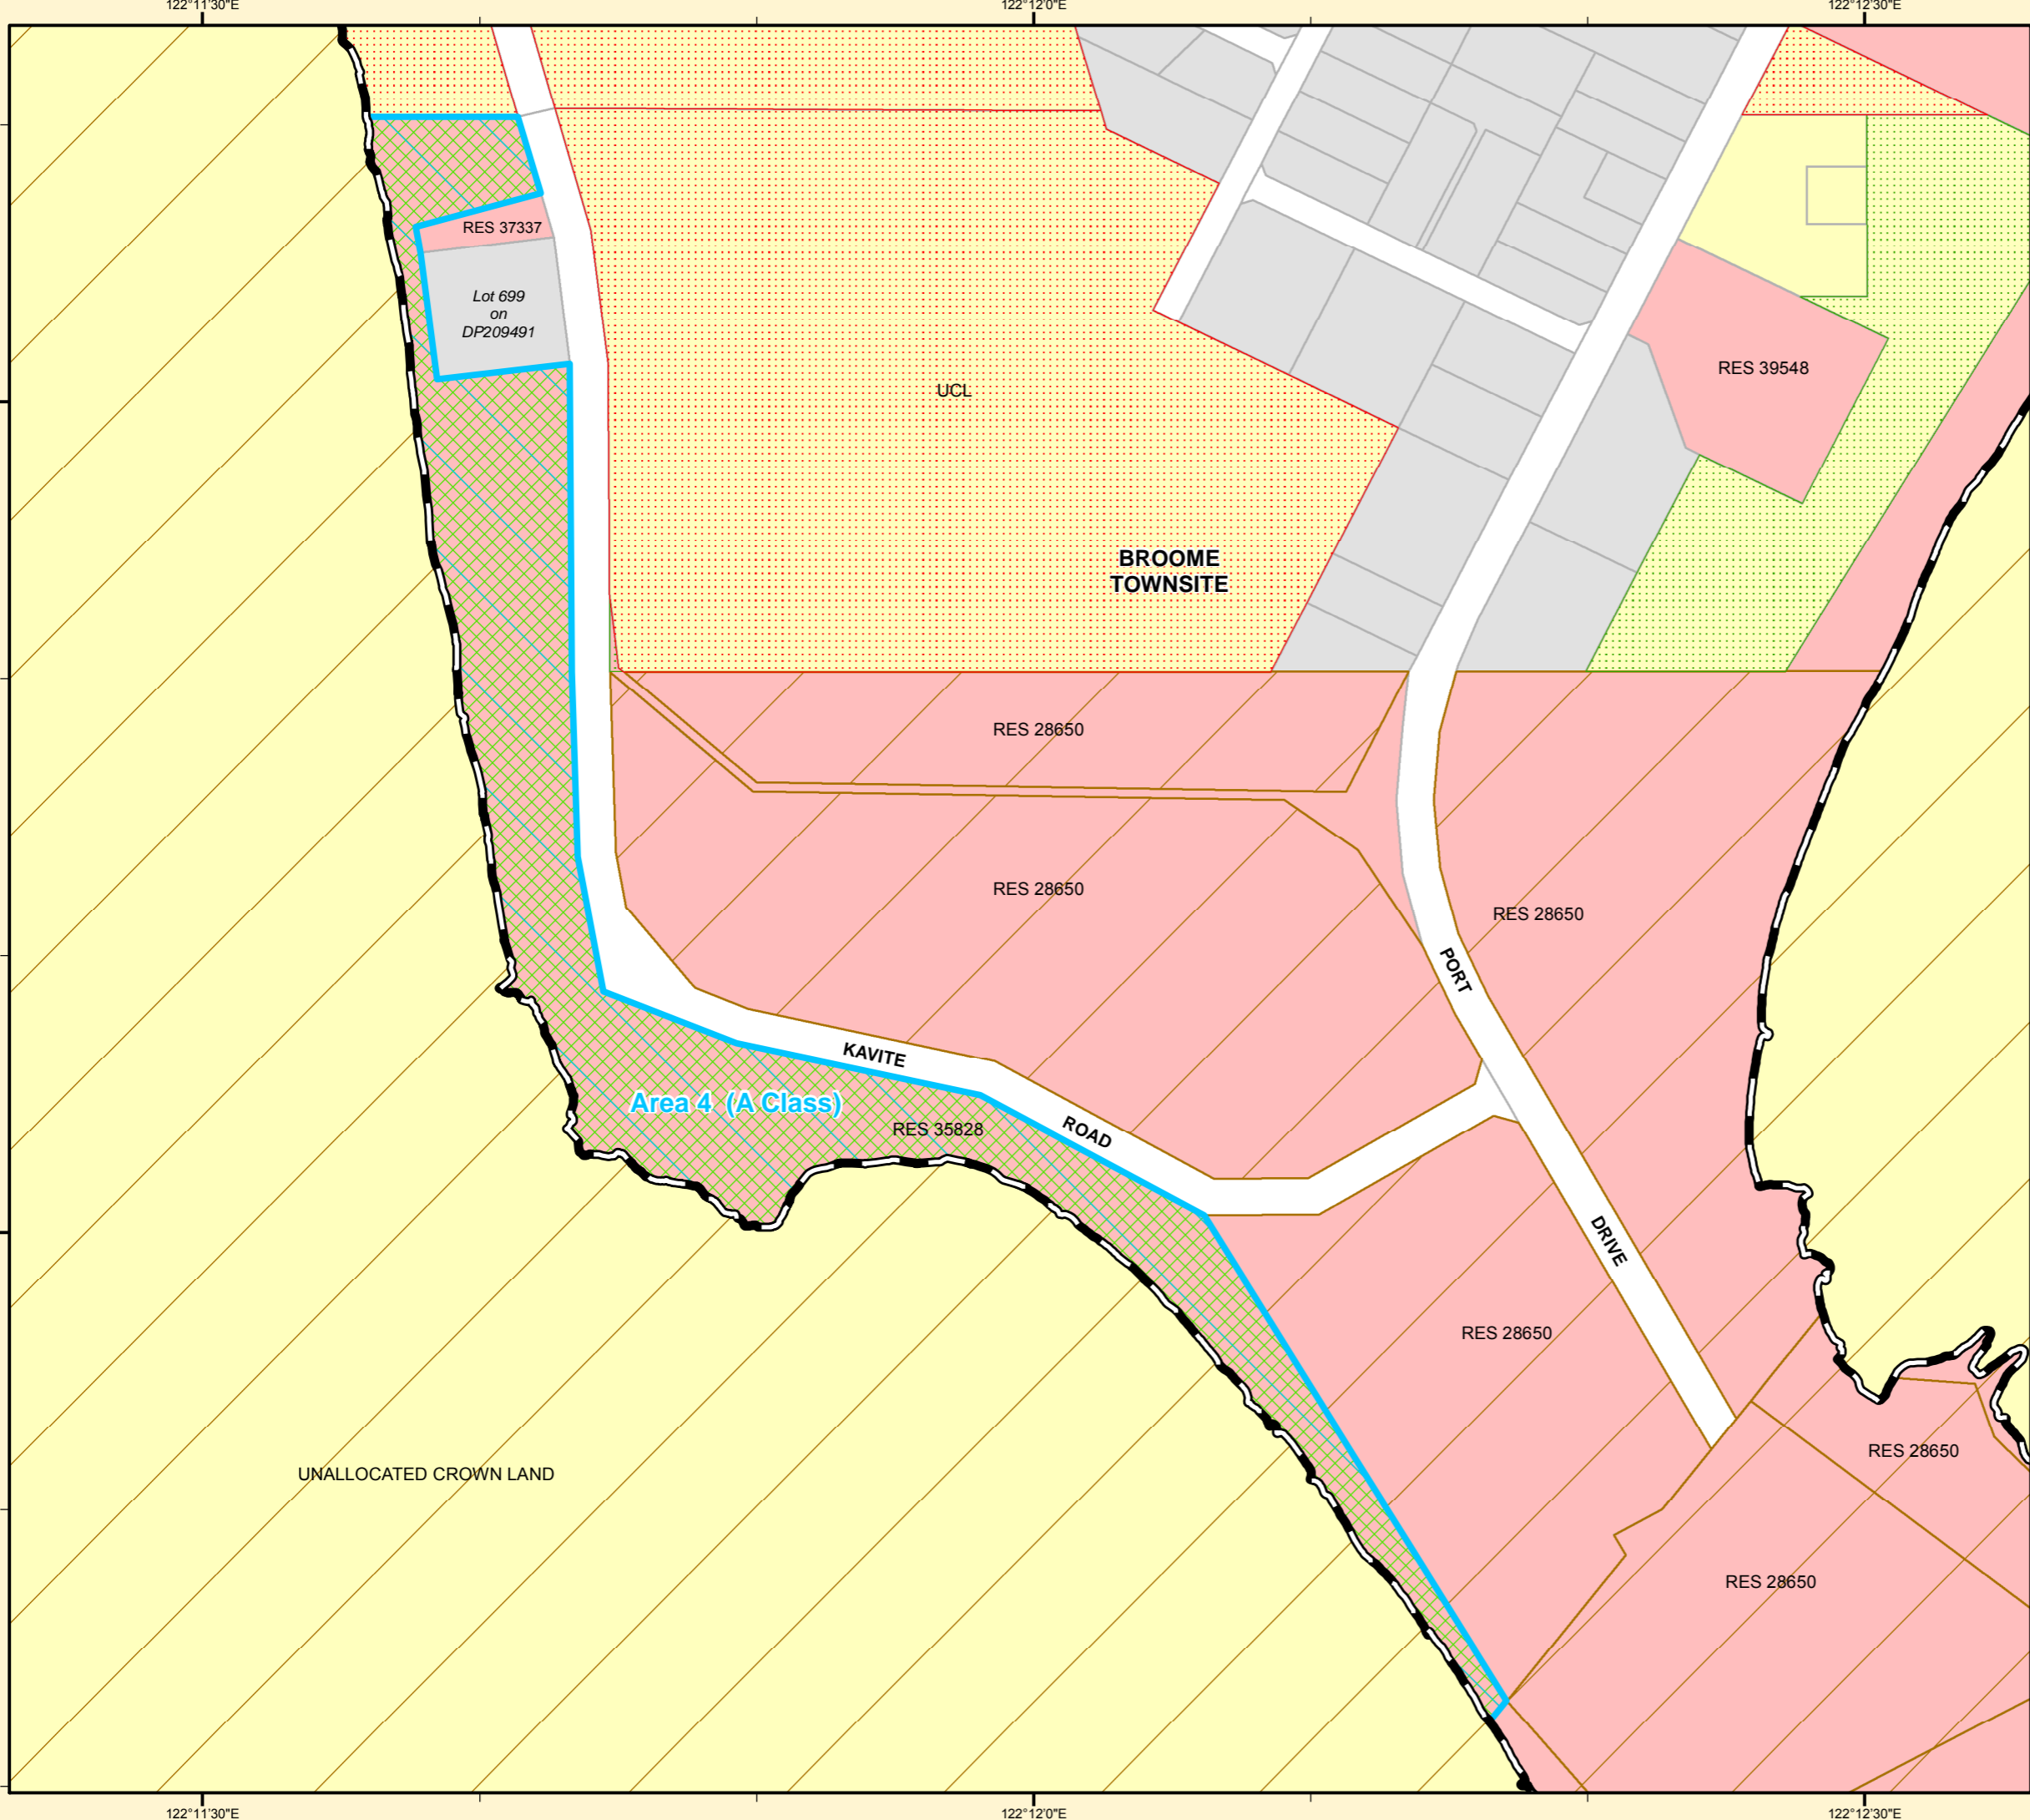 122°11'30"E
122°12'0"E
122°12'30"E
RES 37337
Lot 699
on
DP209491
UCL
RES 39548
BROOME
TOWNSITE
RES 28650
RES 28650
RES 28650
PORT
KAVITE
Area 4 (A Class)
RES 35828
ROAD
DRIVE
RES 28650
RES 28650
UNALLOCATED CROWN LAND
RES 28650
122°11'30"E
122°12'0"E
122°12'30"E